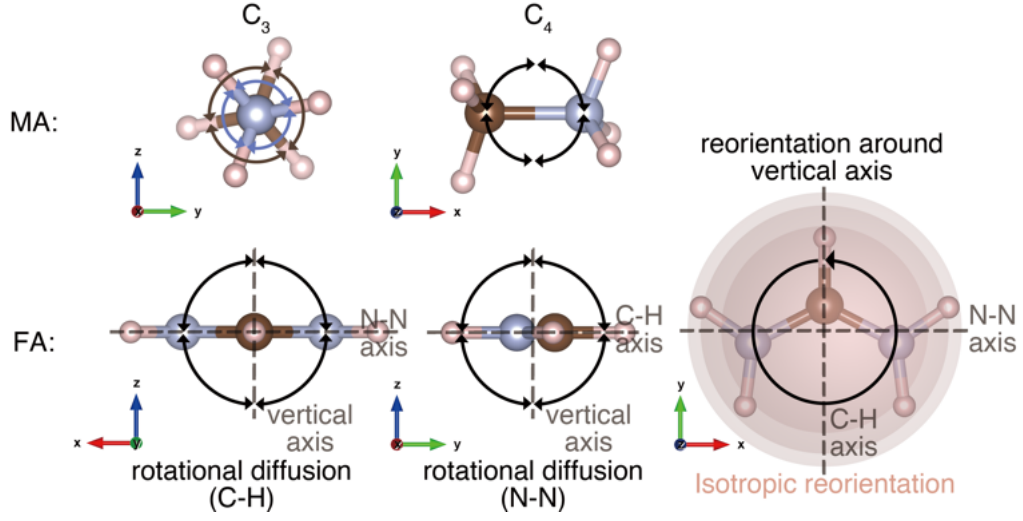 C3
C4
MA:
z
x
y
y
z
x
reorientation around
vertical axis
FA:
N-N
axis
C-H
axis
N-N
axis
z
x
y
vertical
axis
z
x
y
vertical
axis
y
z
x
C-H
axis
rotational diffusion
(C-H)
rotational diffusion
(N-N)
Isotropic reorientation